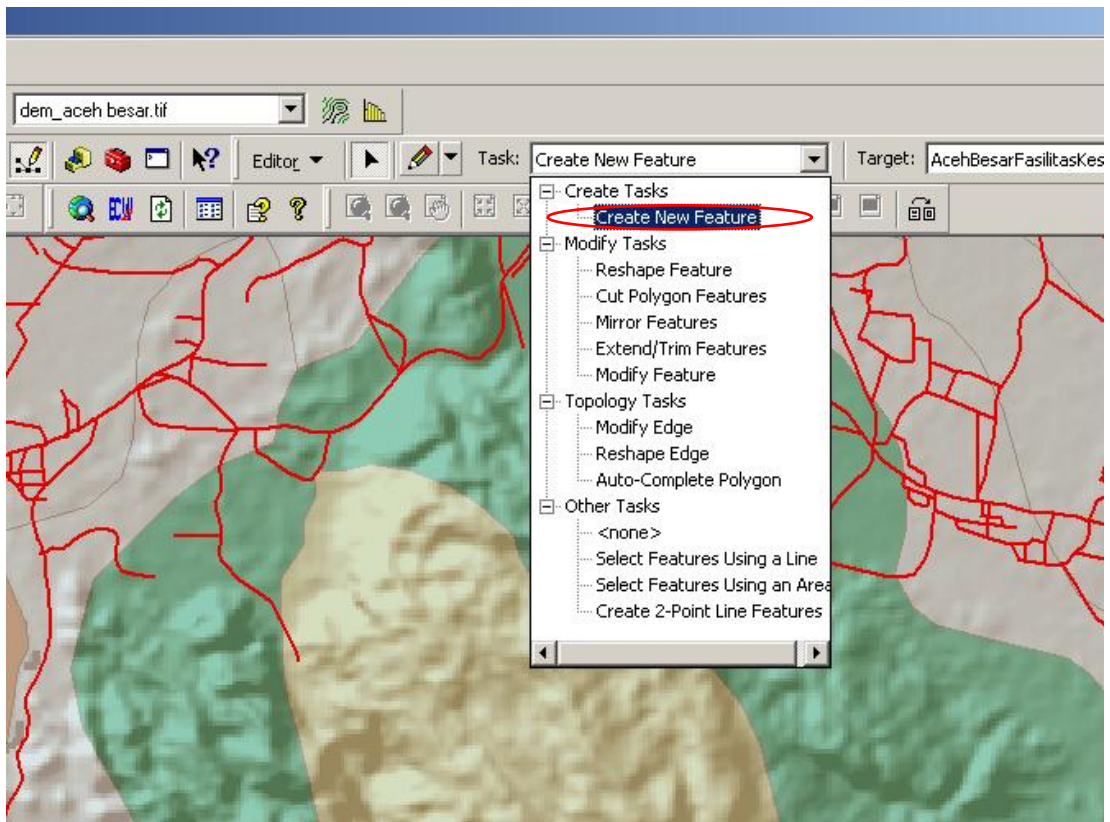 dem_aceh besar.tif
Editor Task: Create New Feature Target: AcehBesarFasilitasKes
ECW
Create Tasks
Create New Feature
Modify Tasks
Reshape Feature
Cut Polygon Features
Mirror Features
Extend/Trim Features
Modify Feature
Topology Tasks
Modify Edge
Reshape Edge
Auto-Complete Polygon
Other Tasks
<none>
Select Features Using a Line
Select Features Using an Area
Create 2-Point Line Features